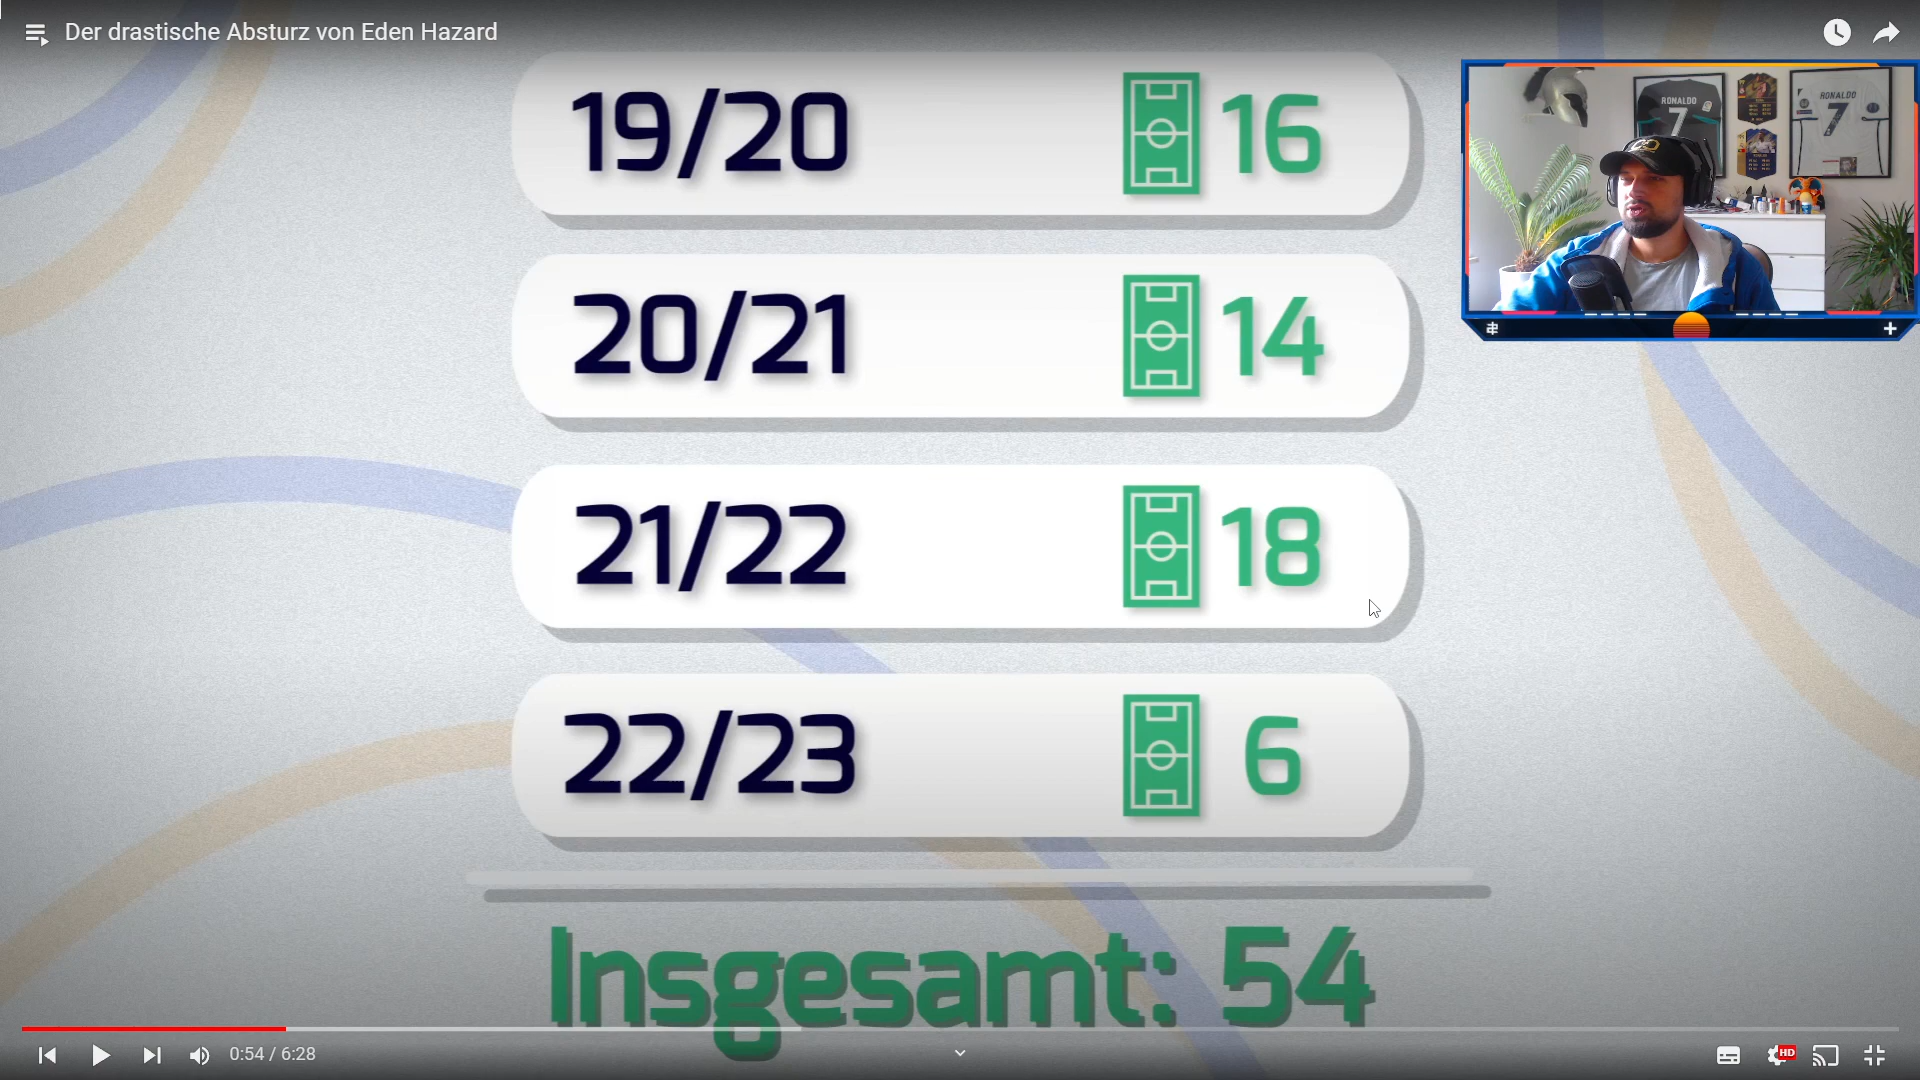 Der drastische Absturz von Eden Hazard
19/20 16
RONALDO
7
RONALDO
7
20/21 14
21/22 18
22/23 6
Insgesamt: 54
0:54 / 6:28
HD